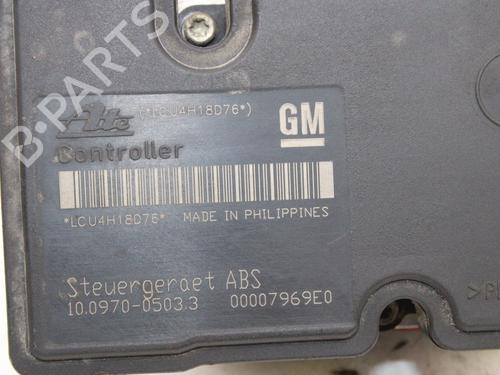 B-PARTS
Ate
(*LCU4H18D76*)
GM
Controller
*LCU4H18D76* MADE IN PHILIPPINES
Steuergeraet ABS
10.0970-0503.3 00007969E0